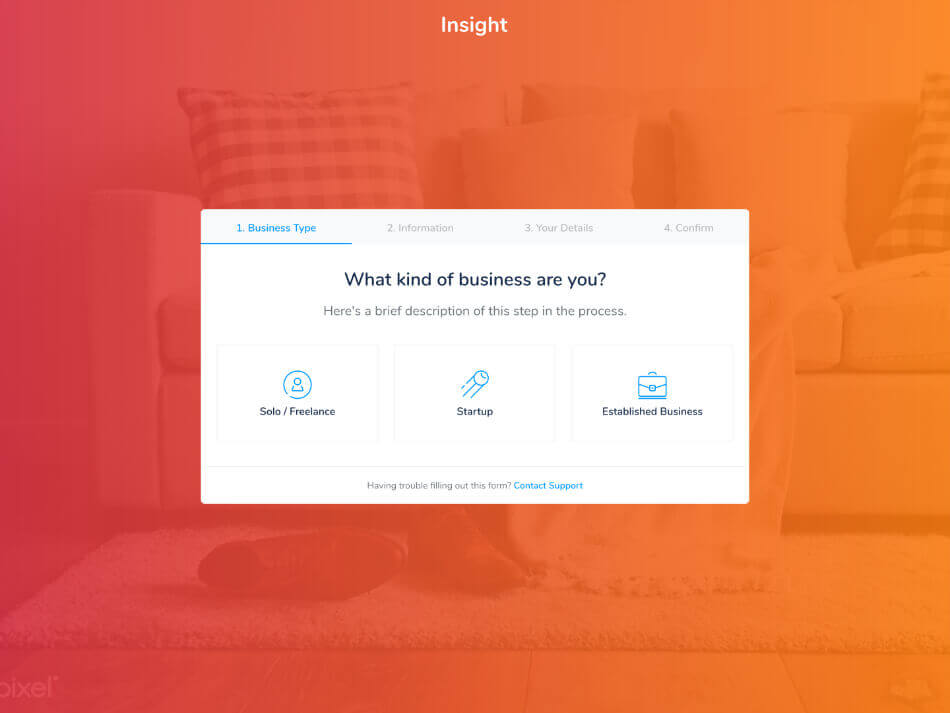 Insight
1. Business Type 2. Information 3. Your Details 4. Confirm
What kind of business are you?
Here's a brief description of this step in the process.
Solo / Freelance Startup Established Business
Having trouble filling out this form? Contact Support
pixel